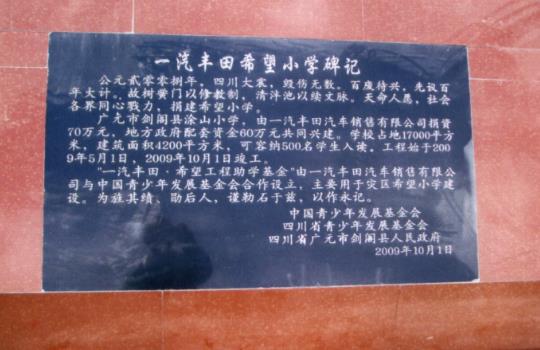 一汽丰田希望小学碑记
公元贰零零捌年，四川大震，毁伤无数。百废待兴，先议百
年大计。故树黉门以修教制，清泮池以续文脉。天命人愿，社会
各界同心戮力，捐建希望小学。
广元市剑阁县涂山小学，由一汽丰田汽车销售有限公司捐资
70万元，地方政府配套资金60万元共同兴建。学校占地17000平方
米，建筑面积4200平方米，可容纳500名学生入读。工程始于200
9年5月1日，2009年10月1日竣工。
"一汽丰田·希望工程助学基金"由一汽丰田汽车销售有限公
司与中国青少年发展基金会合作设立，主要用于灾区希望小学建
设。为旌其绩、勖后人，谨勒石于兹，以作永记。
中国青少年发展基金会
四川省青少年发展基金会
四川省广元市剑阁县人民政府
2009年10月1日